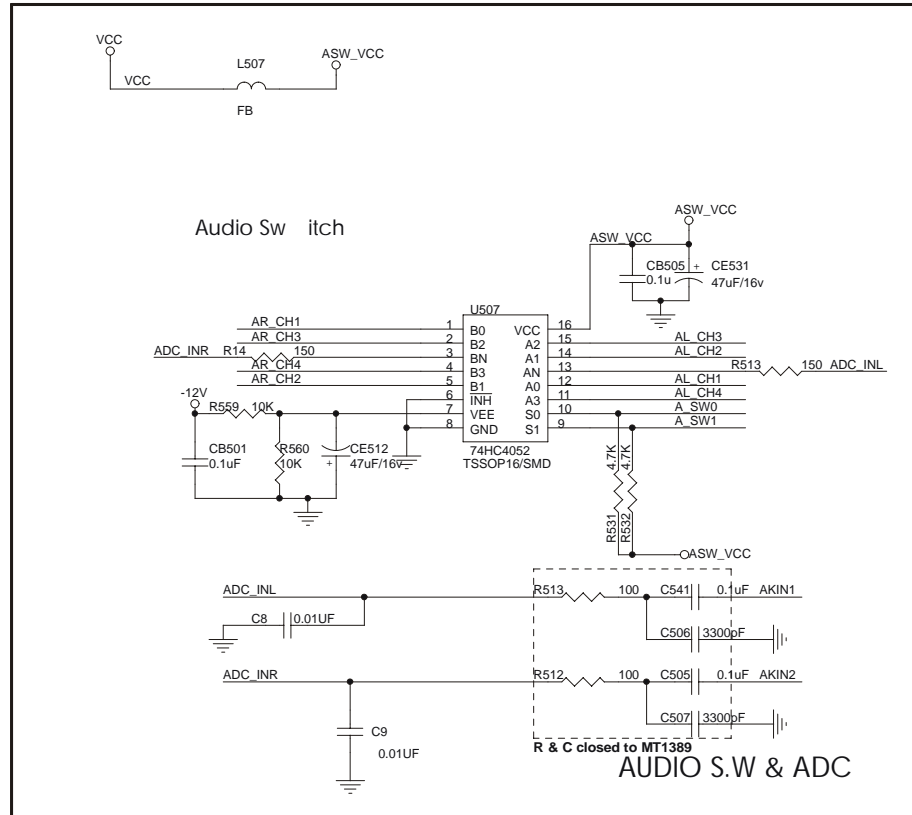 VCC
L507
ASW_VCC
VCC
FB
Audio Sw itch
ASW_VCC
ASW_VCC
CB505
0.1u
+
CE531
47uF/16v
U507
AR_CH1 1 B0 VCC 16
AR_CH3 2 B2 A2 15 AL_CH3
ADC_INR R14 150 3 BN A1 14 AL_CH2
AR_CH4 4 B3 AN 13 R513 150 ADC_INL
AR_CH2 5 B1 A0 12 AL_CH1
6 INH A3 11 AL_CH4
-12V R559 10K 7 VEE S0 10 A_SW0
8 GND S1 9 A_SW1
CB501
0.1uF
R560
10K
CE512
47uF/16v
+
74HC4052
TSSOP16/SMD
4.7K
4.7K
R531
R532
ASW_VCC
ADC_INL R513 100 C541 0.1uF AKIN1
C8 0.01UF
C506 3300pF
ADC_INR R512 100 C505 0.1uF AKIN2
C507 3300pF
C9
0.01UF
R & C closed to MT1389
AUDIO S.W & ADC